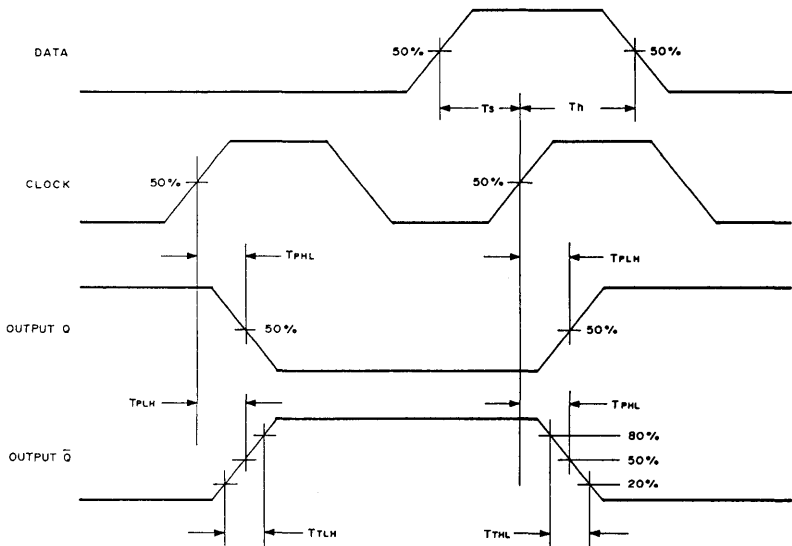 DATA
50%
50%
Ts
Th
CLOCK
50%
50%
TPHL
TPLH
OUTPUT Q
50%
50%
TPLH
TPHL
OUTPUT Q̅
80%
50%
20%
TTLH
TTHL